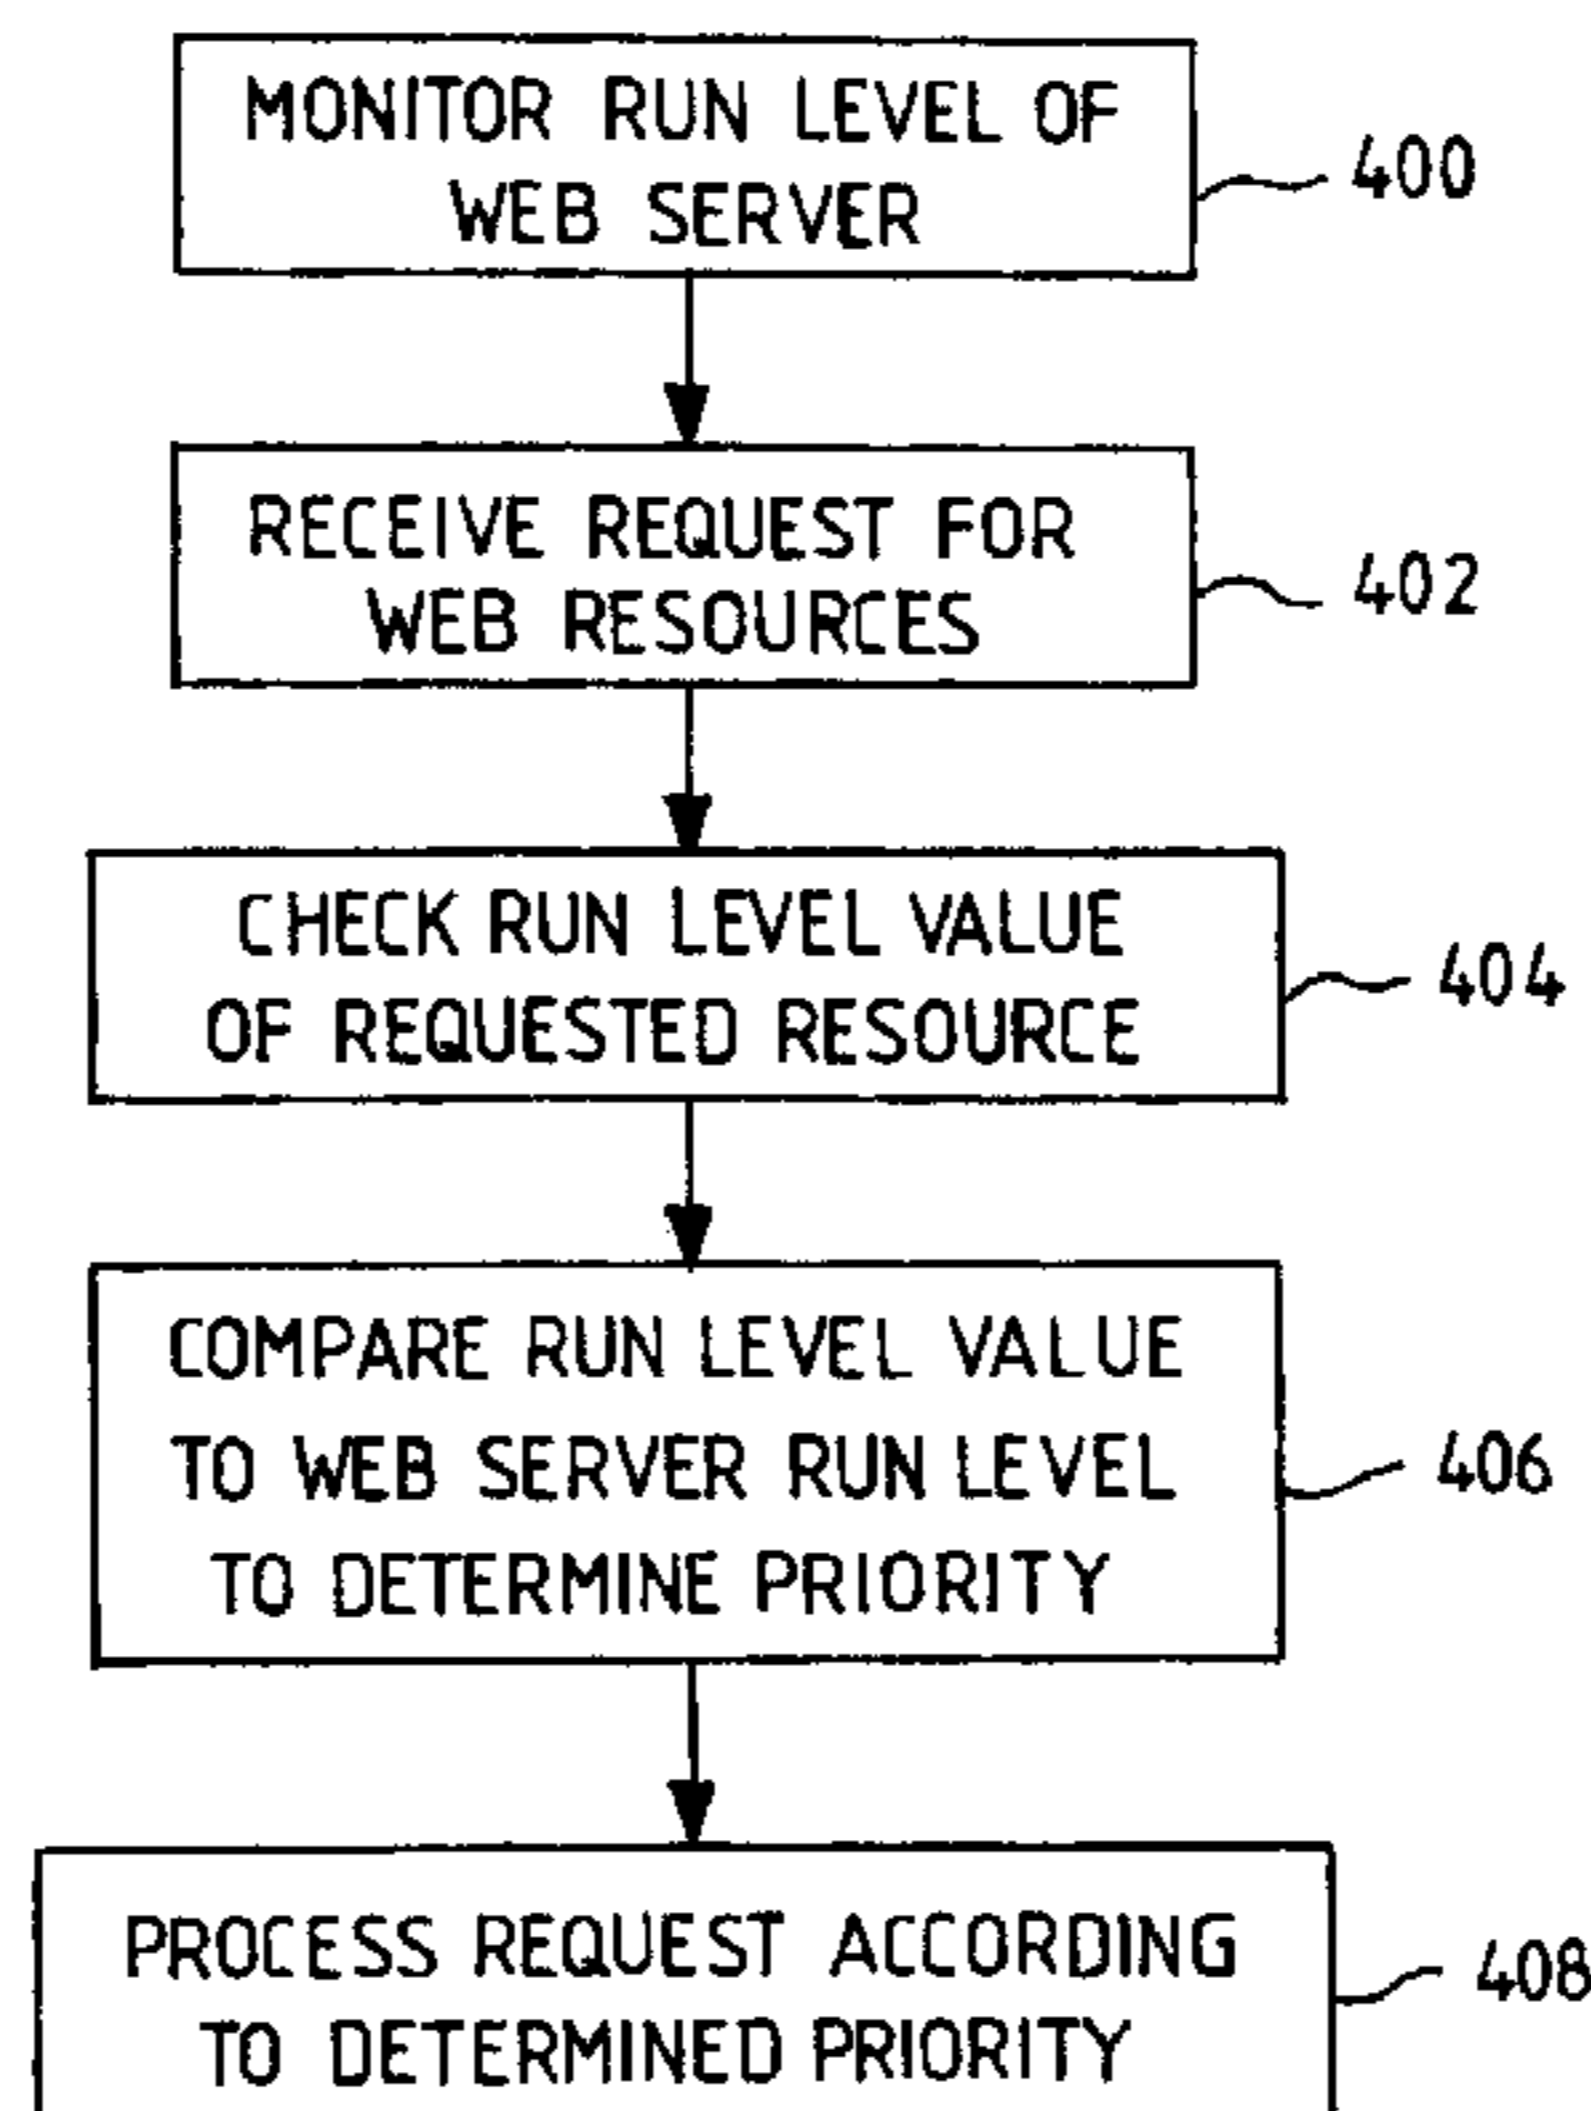 MONITOR RUN LEVEL OF
WEB SERVER
400
RECEIVE REQUEST FOR
WEB RESOURCES
402
CHECK RUN LEVEL VALUE
OF REQUESTED RESOURCE
404
COMPARE RUN LEVEL VALUE
TO WEB SERVER RUN LEVEL
TO DETERMINE PRIORITY
406
PROCESS REQUEST ACCORDING
TO DETERMINED PRIORITY
408